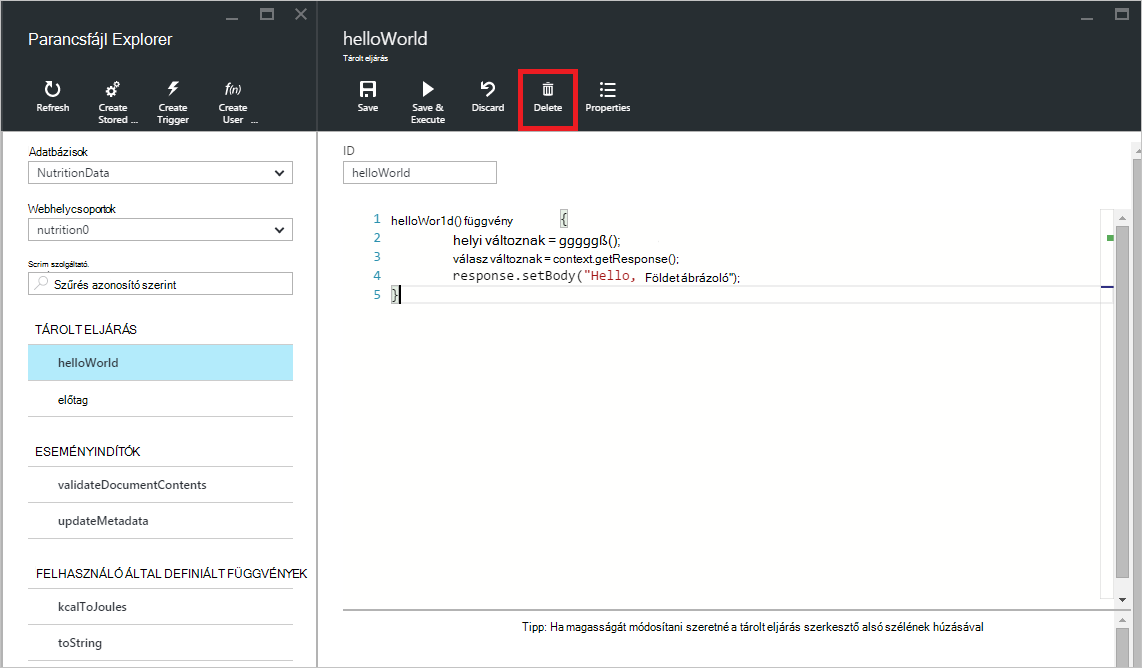 Parancsfájl Explorer
Refresh
Create Stored ...
Create Trigger
f(n)
Create User ...
Adatbázisok
NutritionData
Webhelycsoportok
nutrition0
Scrim szolgáltató.
Szűrés azonosító szerint
TÁROLT ELJÁRÁS
helloWorld
előtag
ESEMÉNYINDÍTÓK
validateDocumentContents
updateMetadata
FELHASZNÁLÓ ÁLTAL DEFINIÁLT FÜGGVÉNYEK
kcalToJoules
toString
helloWorld
Tárolt eljárás
Save
Save & Execute
Discard
Delete
Properties
ID
helloWorld
1 helloWor1d() függvény {
2 helyi változnak = gggggß();
3 válasz változnak = context.getResponse();
4 response.setBody("Hello, Földet ábrázoló");
5 }
Tipp: Ha magasságát módosítani szeretné a tárolt eljárás szerkesztő alsó szélének húzásával